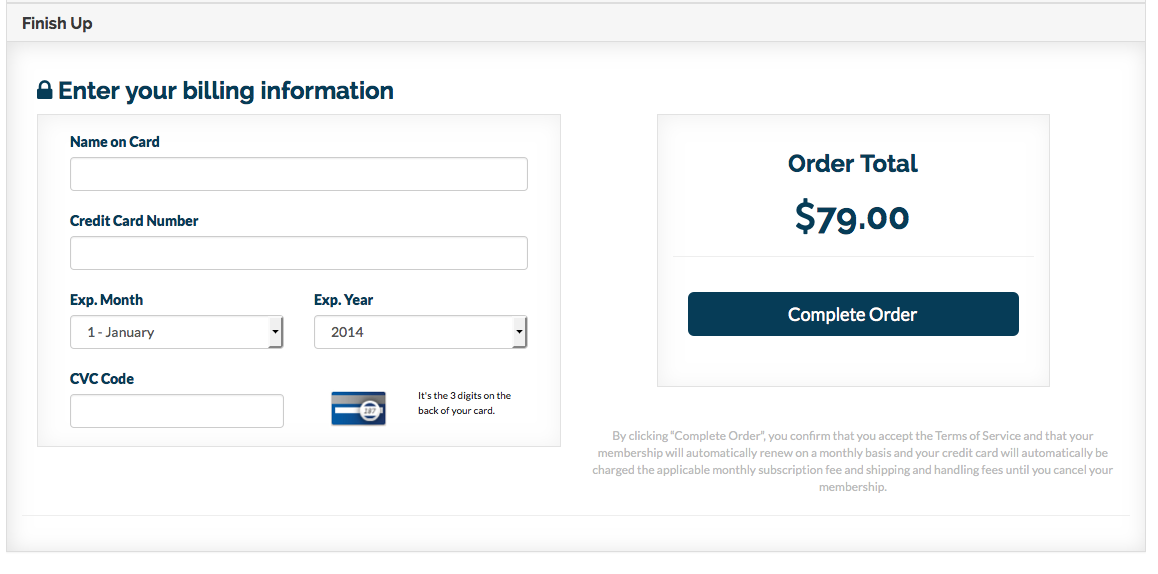 Finish Up
Enter your billing information
Name on Card
Credit Card Number
Exp. Month
Exp. Year
1 - January
2014
CVC Code
It's the 3 digits on the
back of your card.
Order Total
$79.00
Complete Order
By clicking "Complete Order", you confirm that you accept the Terms of Service and that your
membership will automatically renew on a monthly basis and your credit card will automatically be
charged the applicable monthly subscription fee and shipping and handling fees until you cancel your
membership.